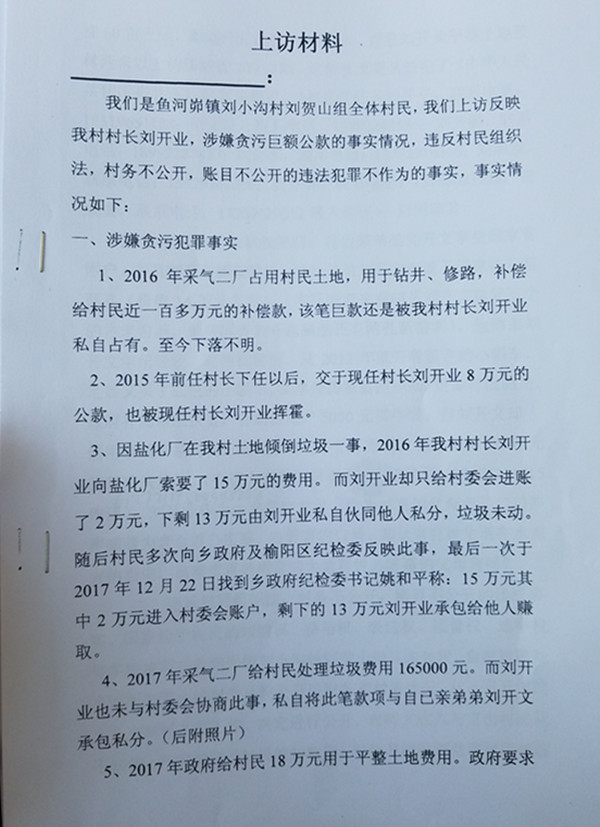 上访材料
：
我们是鱼河峁镇刘小沟村刘贺山组全体村民，我们上访反映
我村村长刘开业，涉嫌贪污巨额公款的事实情况，违反村民组织
法，村务不公开，账目不公开的违法犯罪不作为的事实，事实情
况如下：
一、涉嫌贪污犯罪事实
1、2016 年采气二厂占用村民土地，用于钻井、修路，补偿
给村民近一百多万元的补偿款，该笔巨款还是被我村村长刘开业
私自占有。至今下落不明。
2、2015 年前任村长下任以后，交于现任村长刘开业 8 万元的
公款，也被现任村长刘开业挥霍。
3、因盐化厂在我村土地倾倒垃圾一事，2016 年我村村长刘开
业向盐化厂索要了 15 万元的费用。而刘开业却只给村委会进账
了 2 万元，下剩 13 万元由刘开业私自伙同他人私分，垃圾未动。
随后村民多次向乡政府及榆阳区纪检委反映此事，最后一次于
2017 年 12 月 22 日找到乡政府纪检委书记姚和平称：15 万元其
中 2 万元进入村委会账户，剩下的 13 万元刘开业承包给他人赚
取。
4、2017 年采气二厂给村民处理垃圾费用 165000 元。而刘开
业也未与村委会协商此事，私自将此笔款项与自已亲弟弟刘开文
承包私分。（后附照片）
5、2017 年政府给村民 18 万元用于平整土地费用。政府要求